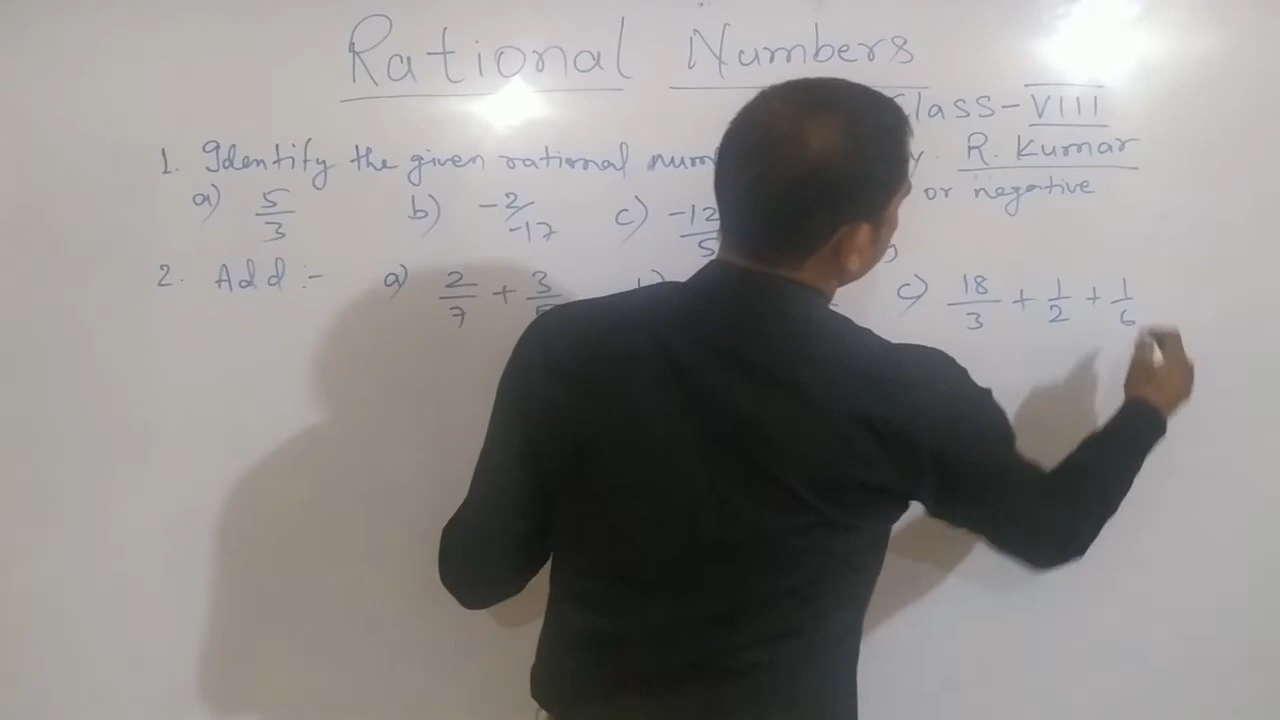 Rational Numbers
Class - VIII
R. Kumar
1. Identify the given rational or negative
a) 5/3 b) -2/-17 c) -12/5
2. Add :- a) 2/7 + 3/ c) 18/3 + 1/2 + 1/6